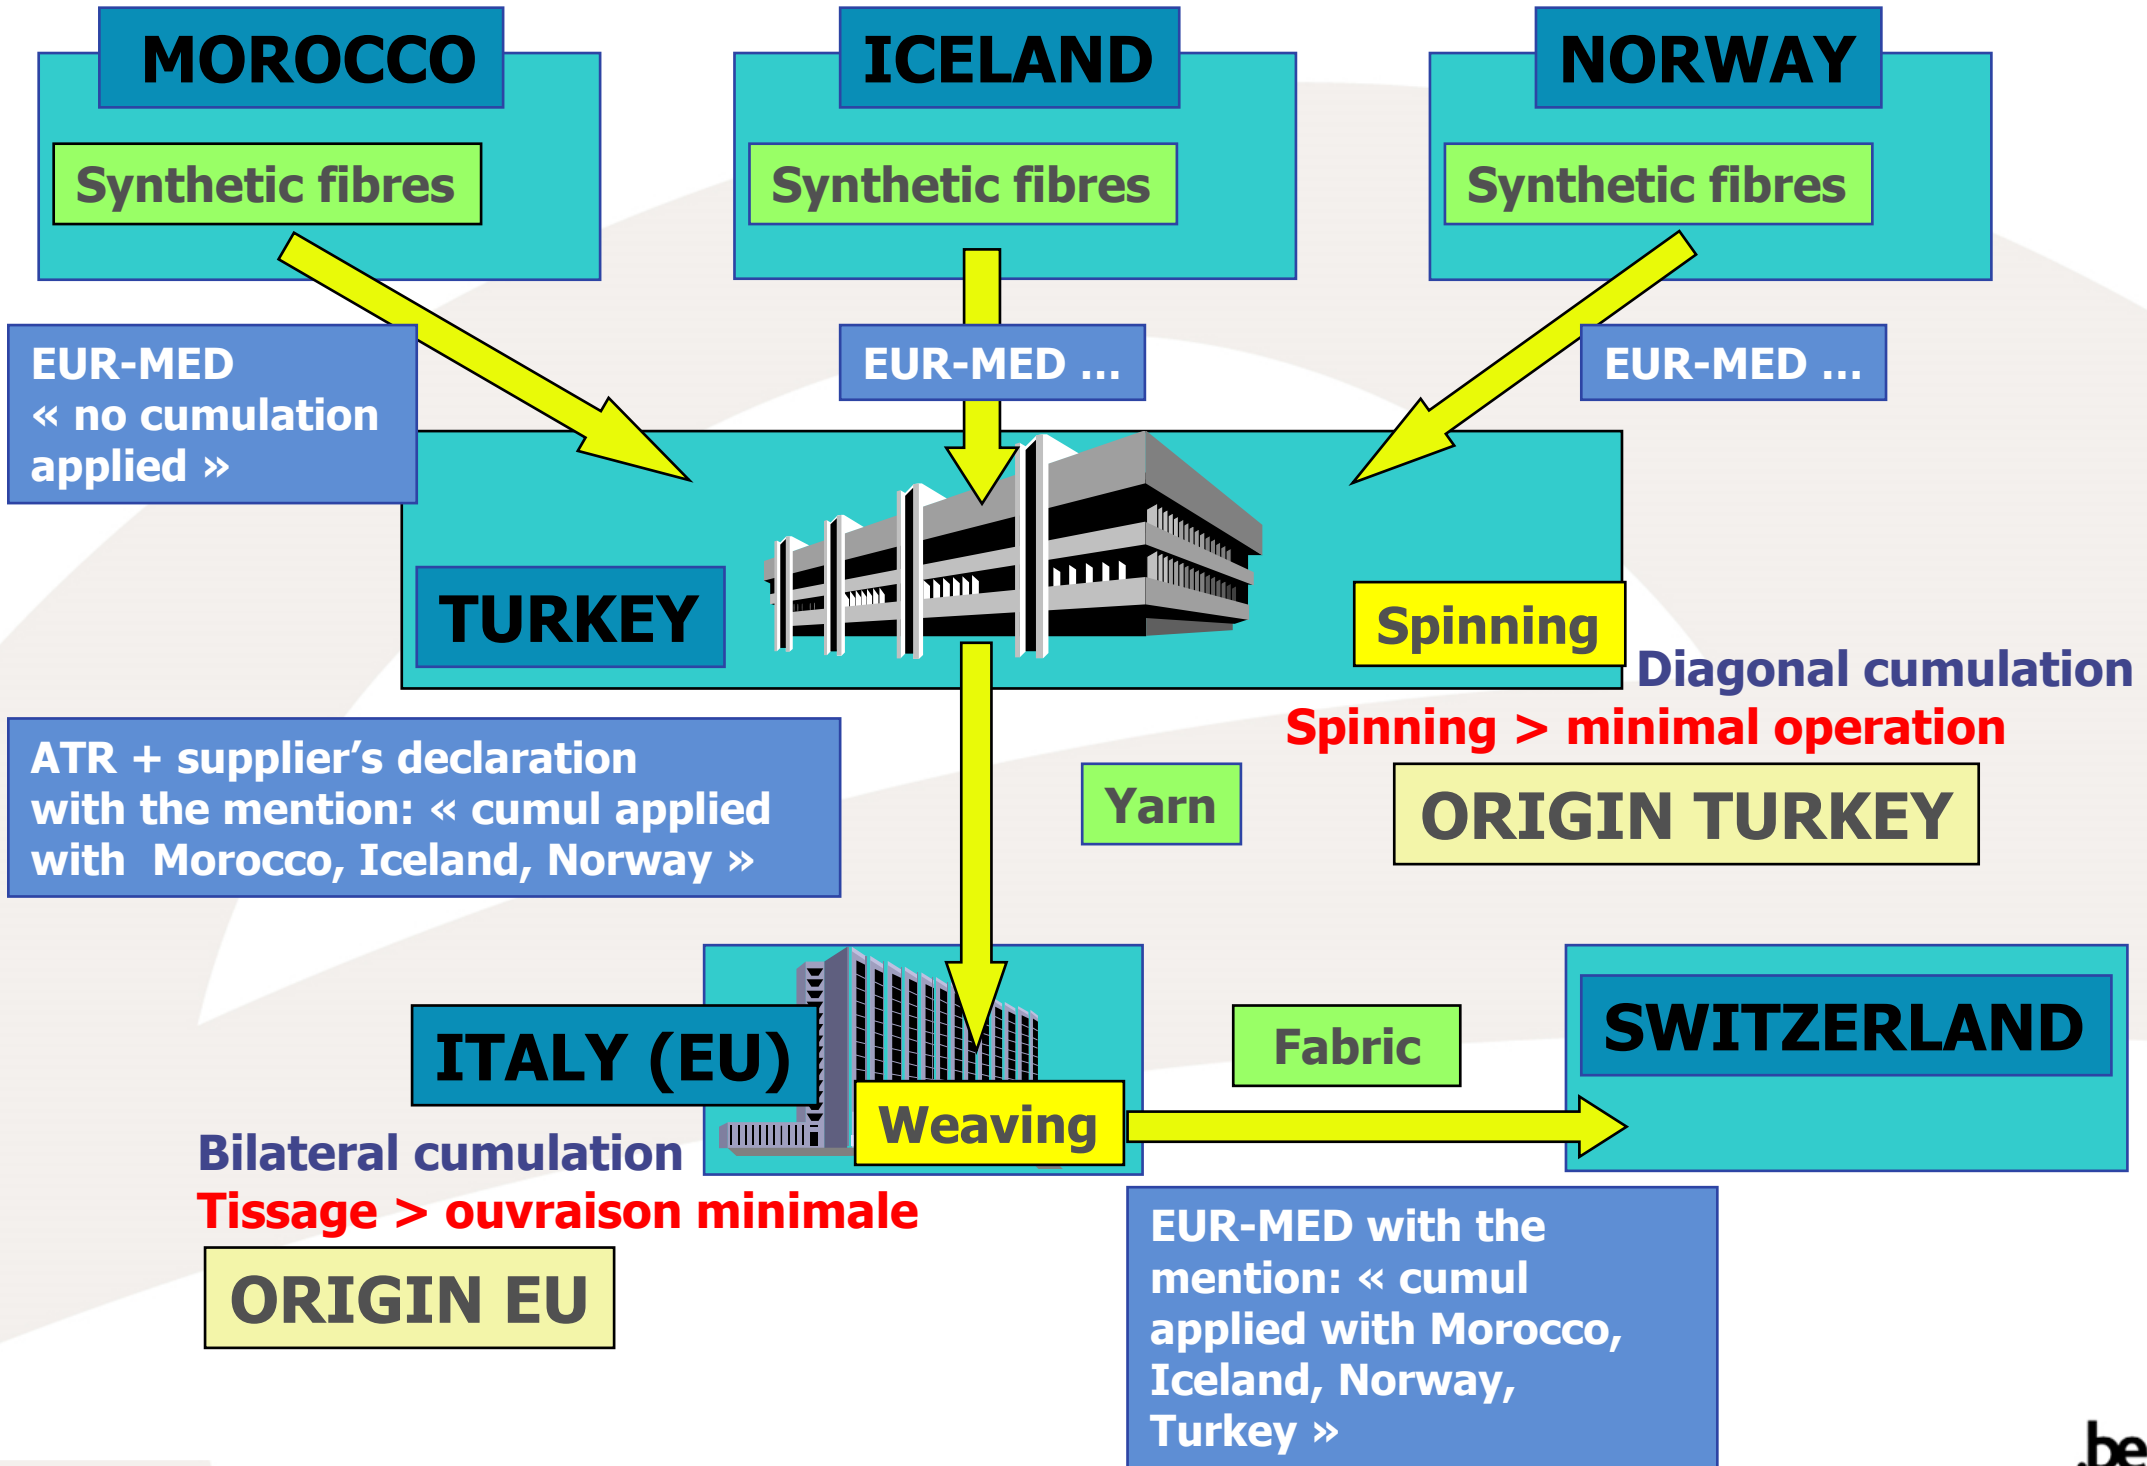 MOROCCO
ICELAND
NORWAY
Synthetic fibres
Synthetic fibres
Synthetic fibres
EUR-MED
« no cumulation
applied »
EUR-MED ...
EUR-MED ...
TURKEY
Spinning
Diagonal cumulation
Spinning > minimal operation
ORIGIN TURKEY
ATR + supplier’s declaration
with the mention: « cumul applied
with Morocco, Iceland, Norway »
Yarn
ITALY (EU)
Weaving
Bilateral cumulation
Tissage > ouvraison minimale
ORIGIN EU
Fabric
SWITZERLAND
EUR-MED with the
mention: « cumul
applied with Morocco,
Iceland, Norway,
Turkey »
.be